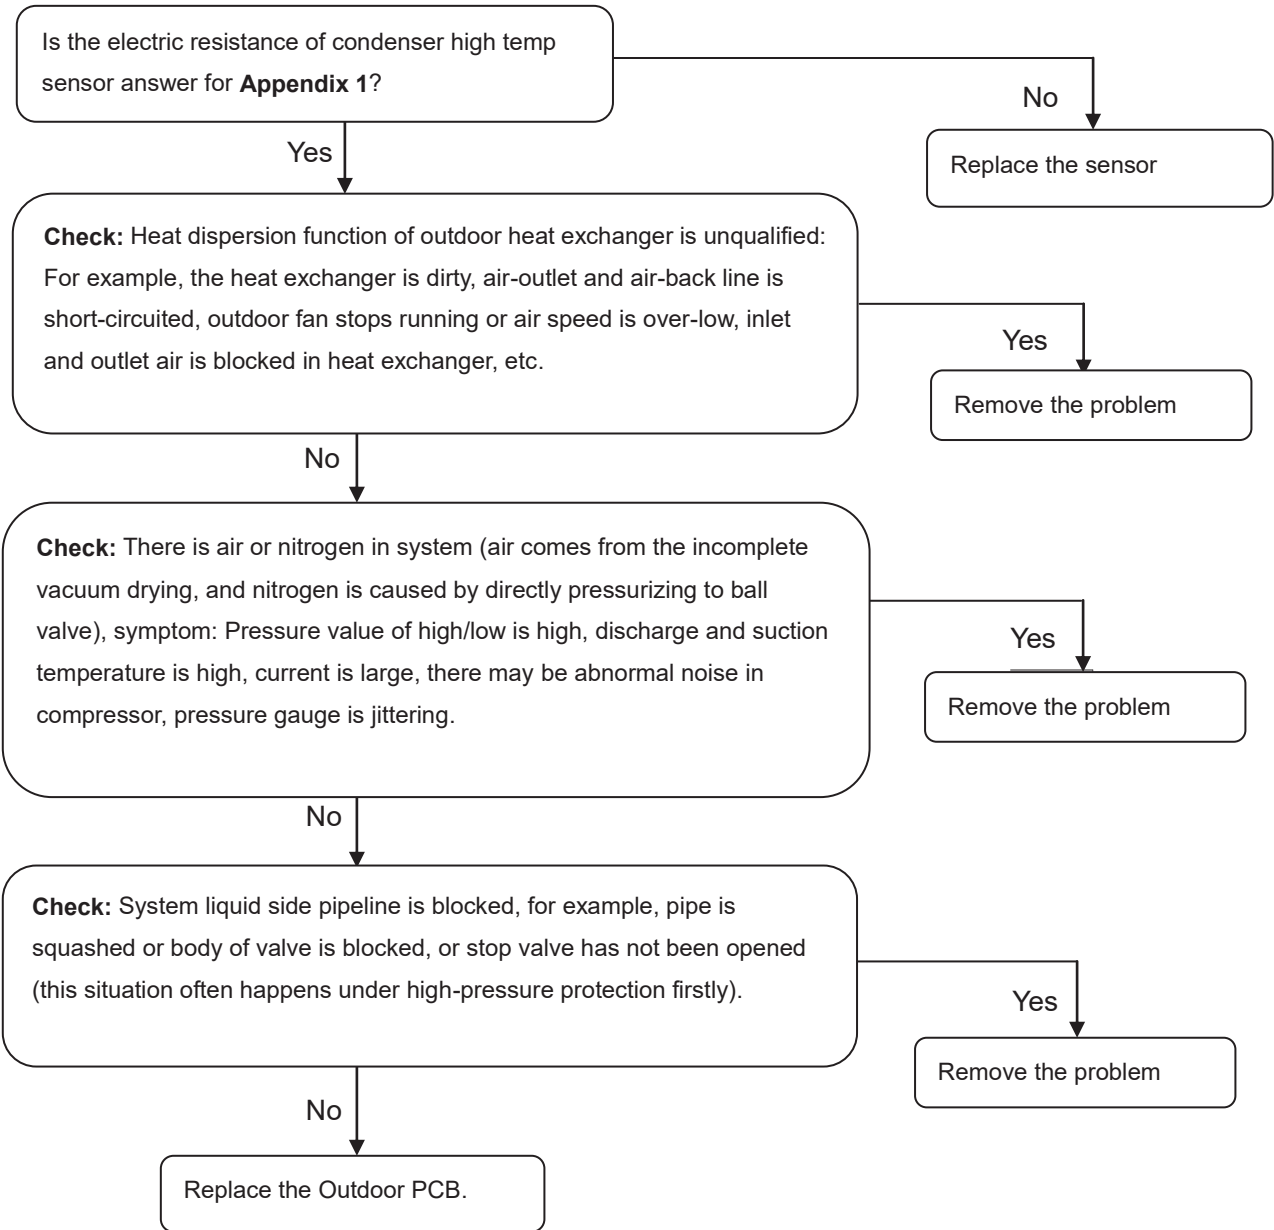 Is the electric resistance of condenser high temp
sensor answer for Appendix 1?
No
Replace the sensor
Yes
Check: Heat dispersion function of outdoor heat exchanger is unqualified:
For example, the heat exchanger is dirty, air-outlet and air-back line is
short-circuited, outdoor fan stops running or air speed is over-low, inlet
and outlet air is blocked in heat exchanger, etc.
Yes
Remove the problem
No
Check: There is air or nitrogen in system (air comes from the incomplete
vacuum drying, and nitrogen is caused by directly pressurizing to ball
valve), symptom: Pressure value of high/low is high, discharge and suction
temperature is high, current is large, there may be abnormal noise in
compressor, pressure gauge is jittering.
Yes
Remove the problem
No
Check: System liquid side pipeline is blocked, for example, pipe is
squashed or body of valve is blocked, or stop valve has not been opened
(this situation often happens under high-pressure protection firstly).
Yes
Remove the problem
No
Replace the Outdoor PCB.